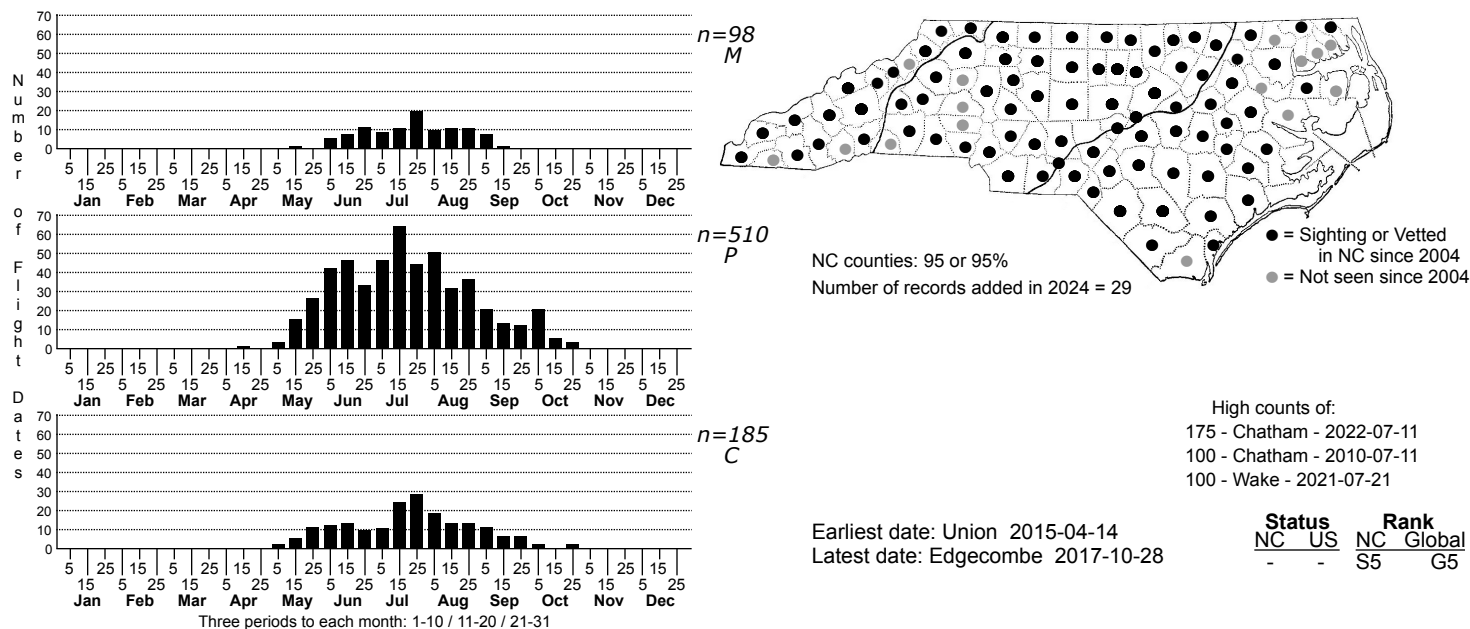 Number of Flight Dates
70
60
50
40
30
20
10
0
n=98
M
5 25 15 5 25 15 5 25 15 5 25 15 5 25 15 5 25 15
15 5 25 15 5 25 15 5 25 15 5 25 15 5 25 15 5 25
Jan Feb Mar Apr May Jun Jul Aug Sep Oct Nov Dec
70
60
50
40
30
20
10
0
n=510
P
5 25 15 5 25 15 5 25 15 5 25 15 5 25 15 5 25 15
15 5 25 15 5 25 15 5 25 15 5 25 15 5 25 15 5 25
Jan Feb Mar Apr May Jun Jul Aug Sep Oct Nov Dec
70
60
50
40
30
20
10
0
n=185
C
5 25 15 5 25 15 5 25 15 5 25 15 5 25 15 5 25 15
15 5 25 15 5 25 15 5 25 15 5 25 15 5 25 15 5 25
Jan Feb Mar Apr May Jun Jul Aug Sep Oct Nov Dec
Three periods to each month: 1-10 / 11-20 / 21-31
NC counties: 95 or 95%
Number of records added in 2024 = 29
= Sighting or Vetted
in NC since 2004
= Not seen since 2004
High counts of:
175 - Chatham - 2022-07-11
100 - Chatham - 2010-07-11
100 - Wake - 2021-07-21
Earliest date: Union 2015-04-14
Latest date: Edgecombe 2017-10-28
Status Rank
NC US NC Global
- - S5 G5